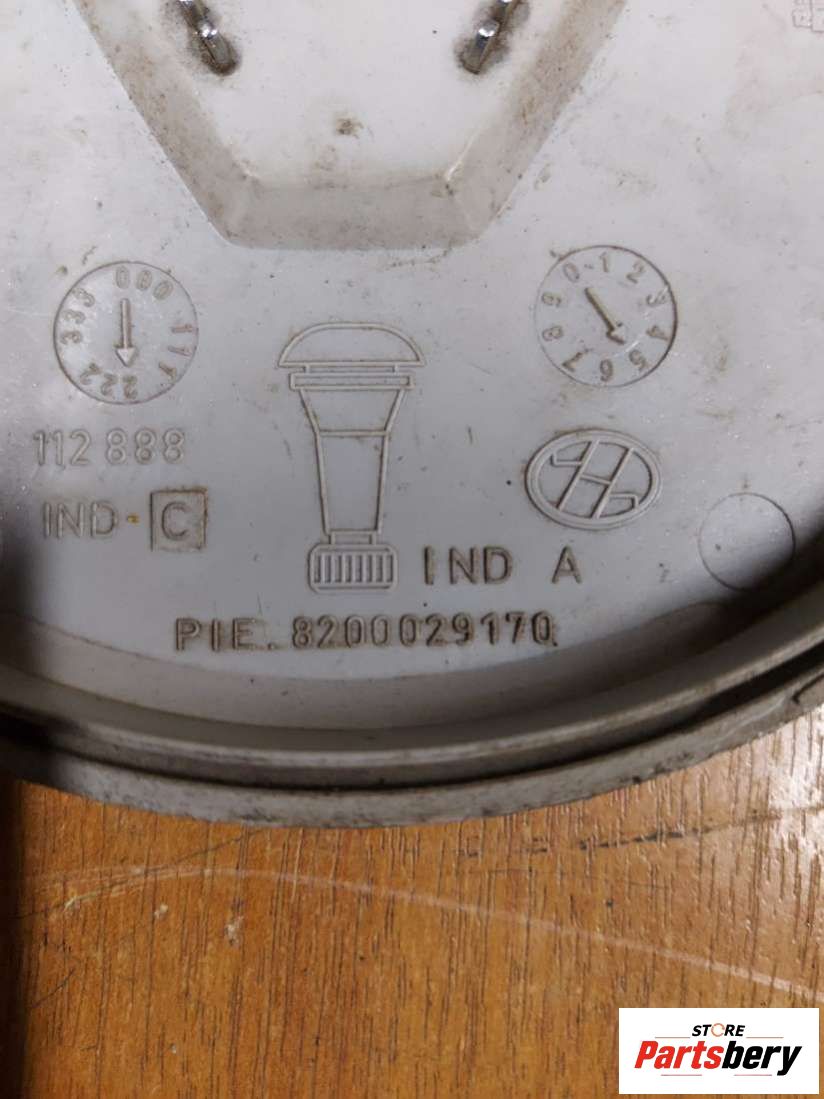 000 111 222 333
0 1 2 3 4 5 6 7 8 9
112 888
IND - C
IND A
PIE. 8200029170
STORE
Partsbery